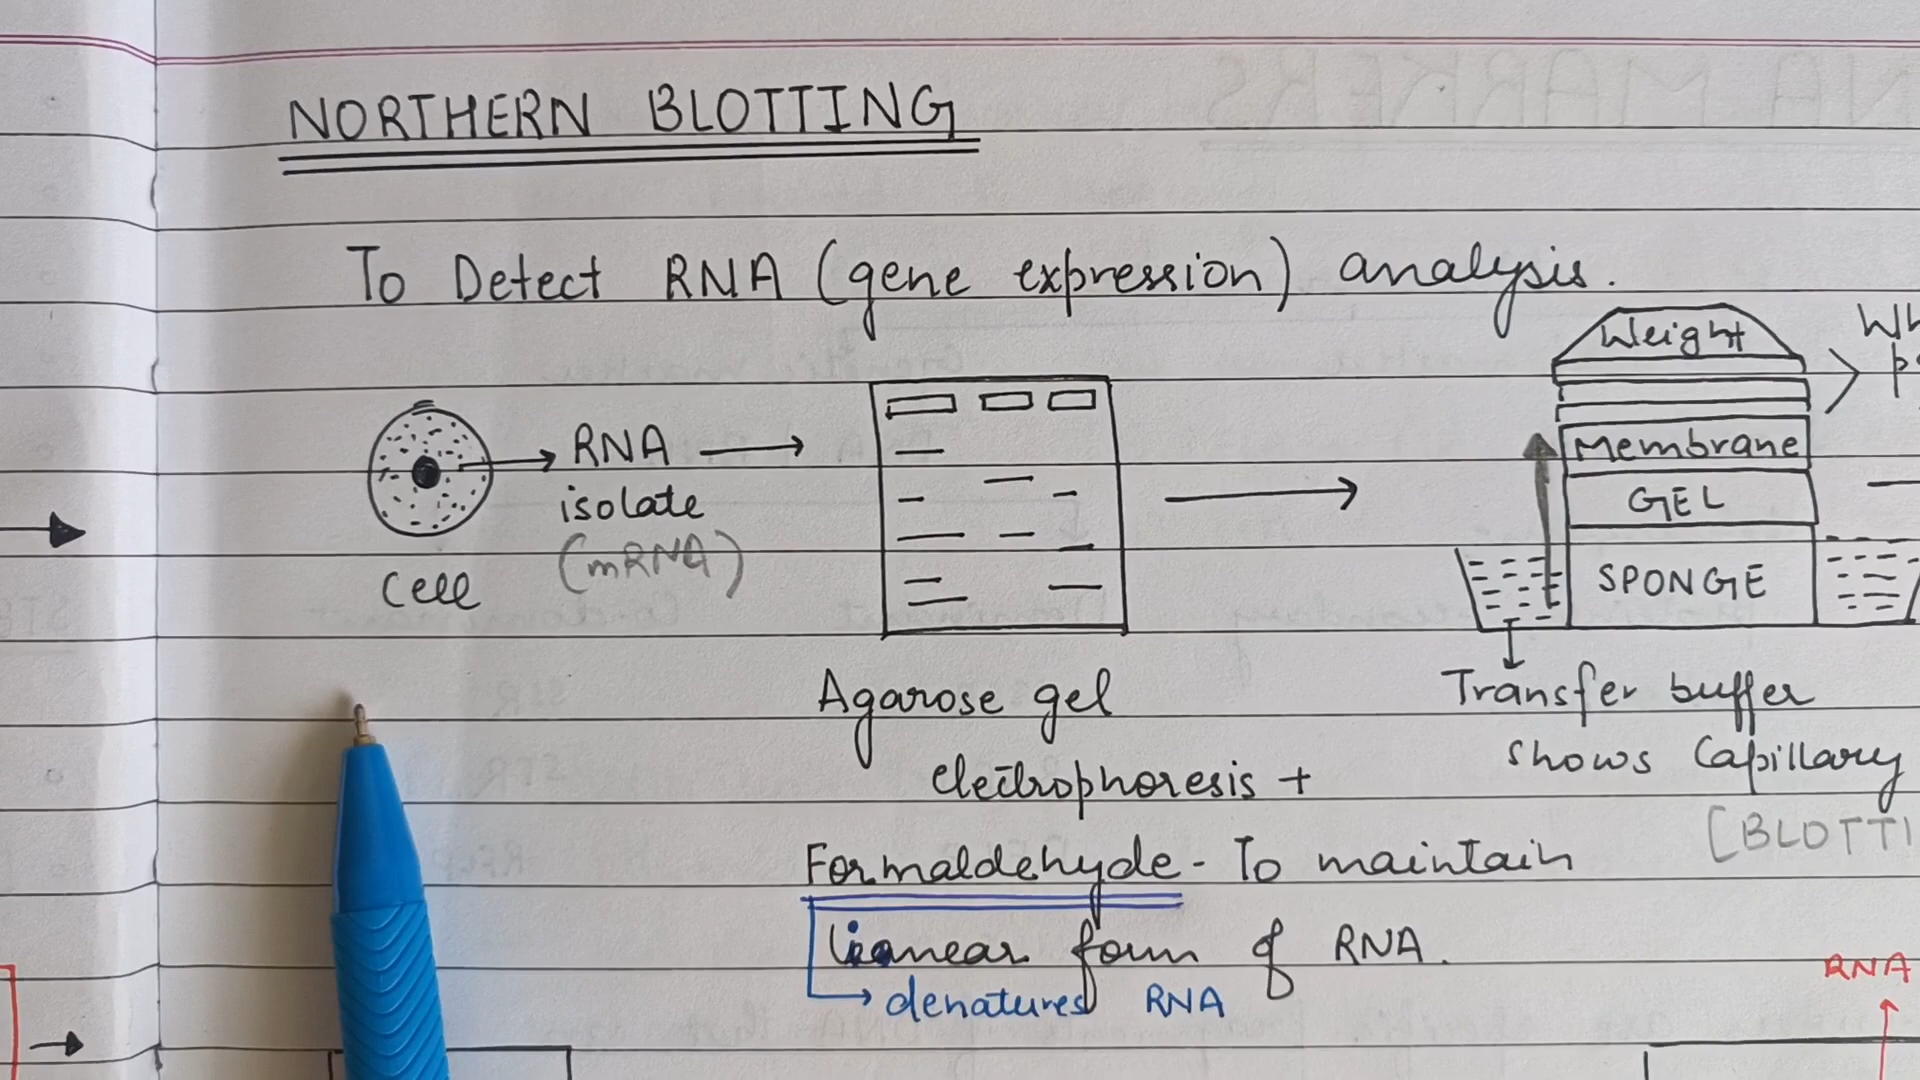 NORTHERN BLOTTING
To Detect RNA (gene expression) analysis.
Weight
RNA
isolate
(mRNA)
Cell
Membrane
GEL
SPONGE
Agarose gel
electrophoresis +
Formaldehyde - To maintain
linear form of RNA.
denatures RNA
Transfer buffer
shows Capillary
[BLOTTI
RNA